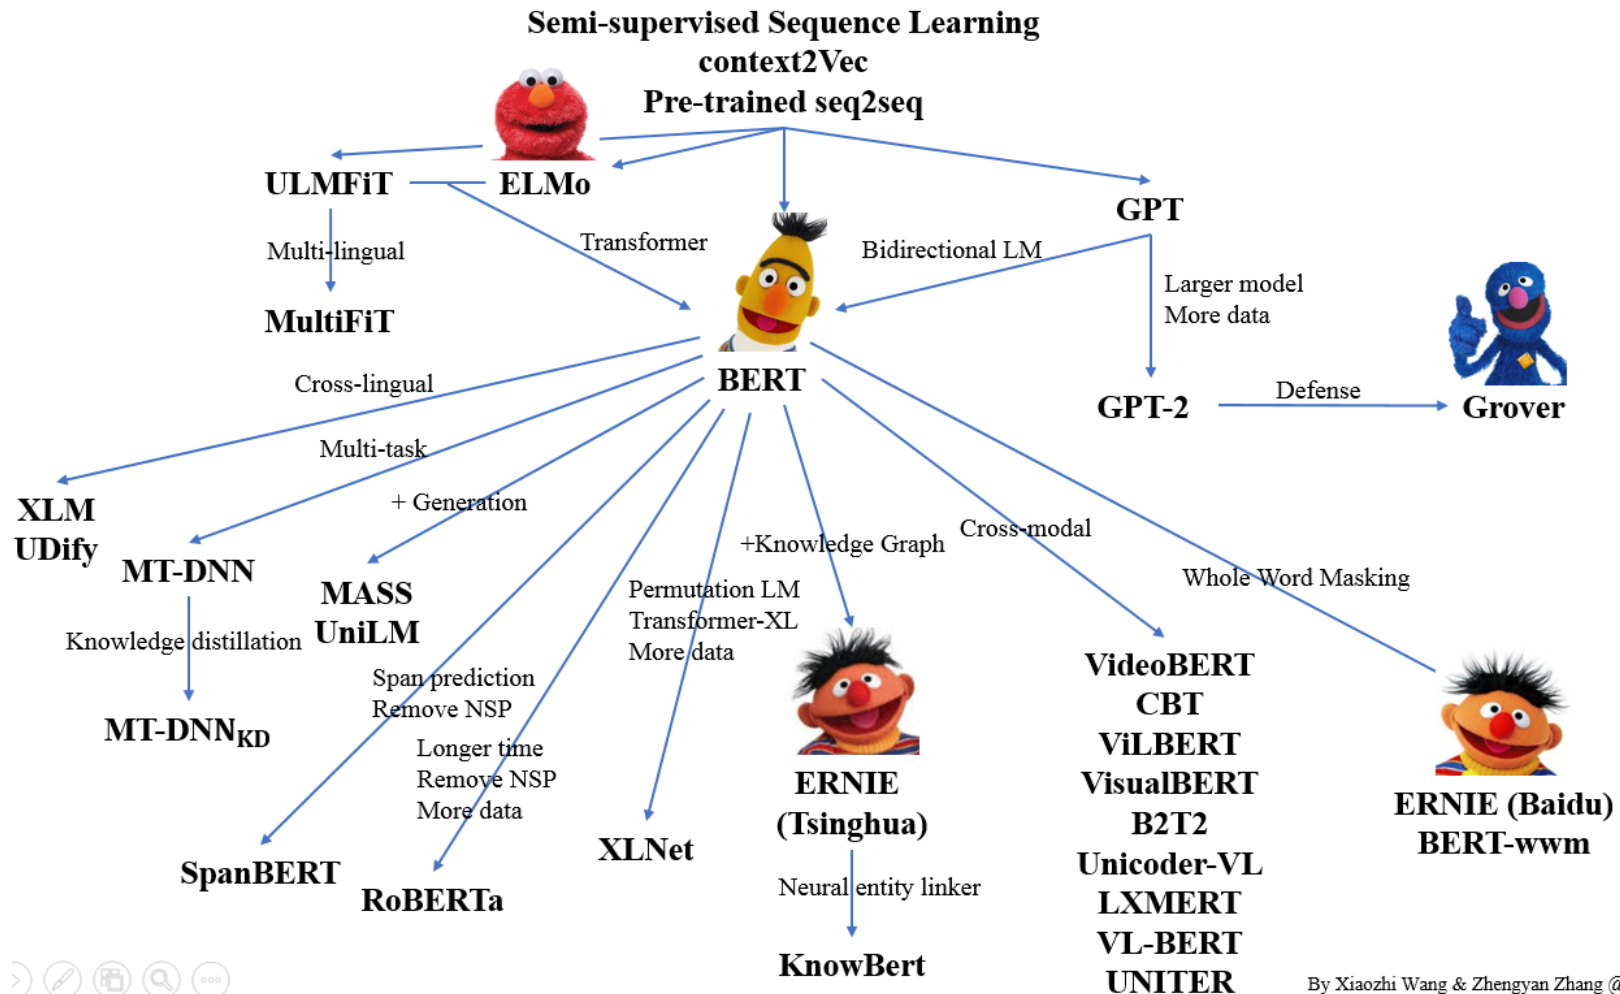 Semi-supervised Sequence Learning
context2Vec
Pre-trained seq2seq
ULMFiT
ELMo
GPT
Transformer
Bidirectional LM
Multi-lingual
Larger model
More data
MultiFiT
BERT
GPT-2
Defense
Grover
Cross-lingual
Multi-task
+ Generation
XLM
UDify
MT-DNN
MASS
UniLM
Knowledge distillation
MT-DNNKD
Span prediction
Remove NSP
Longer time
Remove NSP
More data
Permutation LM
Transformer-XL
More data
+Knowledge Graph
Cross-modal
Whole Word Masking
SpanBERT
RoBERTa
XLNet
ERNIE
(Tsinghua)
Neural entity linker
KnowBert
VideoBERT
CBT
ViLBERT
VisualBERT
B2T2
Unicoder-VL
LXMERT
VL-BERT
UNITER
ERNIE (Baidu)
BERT-wwm
By Xiaozhi Wang & Zhengyan Zhang @